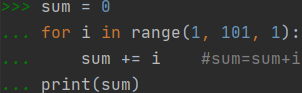 >>> sum = 0
... for i in range(1, 101, 1):
...     sum += i    #sum=sum+i
... print(sum)